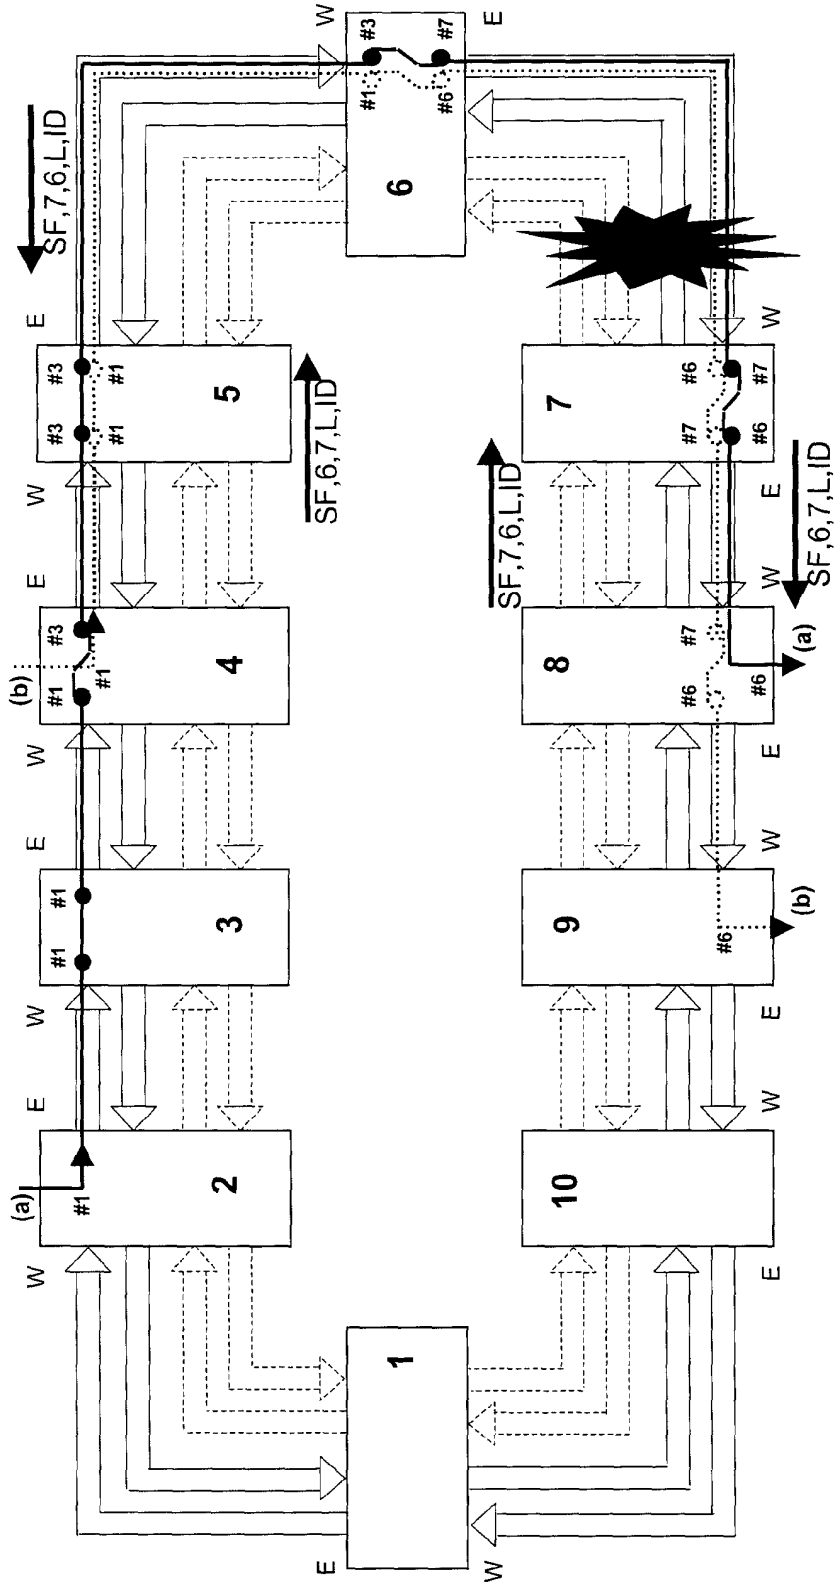 (a)
(b)
W E W E W E W E
SF,7,6,L,ID
#1
#1 #1
#1 #3
#1
#3 #3
#1 #1
2
3
4
5
SF,6,7,L,ID
E
W
1
6
#3 #7
#1 #6
W
E
SF,7,6,L,ID
10
9
8
7
#6
#6 #7
#6
#7 #6
#6 #7
E W E W E W E W
(b)
(a)
SF,6,7,L,ID